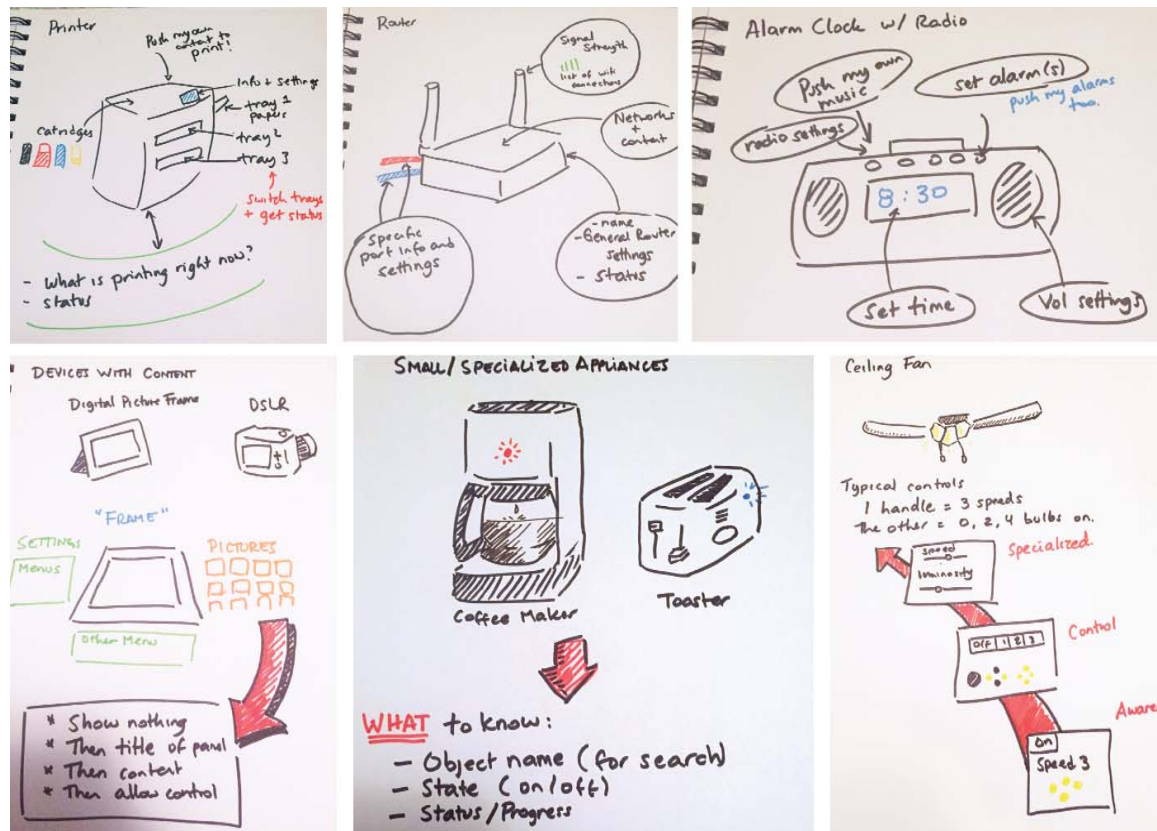 Printer
Push my own
content to
print!
Info + settings
tray 1
papers
tray 2
tray 3
Catridges
Switch trays
+ get status
- What is printing right now?
- status
Router
Signal
Strength
list of wifi
connections
Networks
+
content
Specific
port Info and
settings
- name
- General Router
settings
- Status
Alarm Clock w/ Radio
Push my own
music
set alarm(s)
push my alarms
too.
radio settings
8:30
Set time
Vol settings
DEVICES WITH CONTENT
Digital Picture Frame
DSLR
"FRAME"
SETTINGS
Menus
PICTURES
Other Menu
* Show nothing
* Then title of panel
* Then content
* Then allow control
SMALL/SPECIALIZED APPLIANCES
Coffee Maker
Toaster
WHAT to know:
- Object name (for search)
- State (on/off)
- Status/Progress
Ceiling Fan
Typical controls
1 handle = 3 speeds
The other = 0, 2, 4 bulbs on.
Specialized.
speed
luminosity
Control
OFF 1 2 3
Aware
On
Speed 3